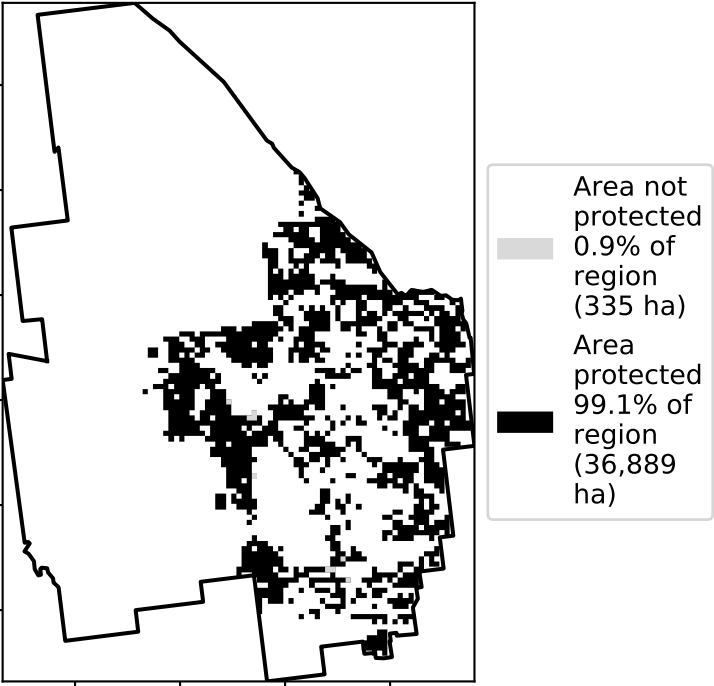 Area not
protected
0.9% of
region
(335 ha)
Area
protected
99.1% of
region
(36,889
ha)